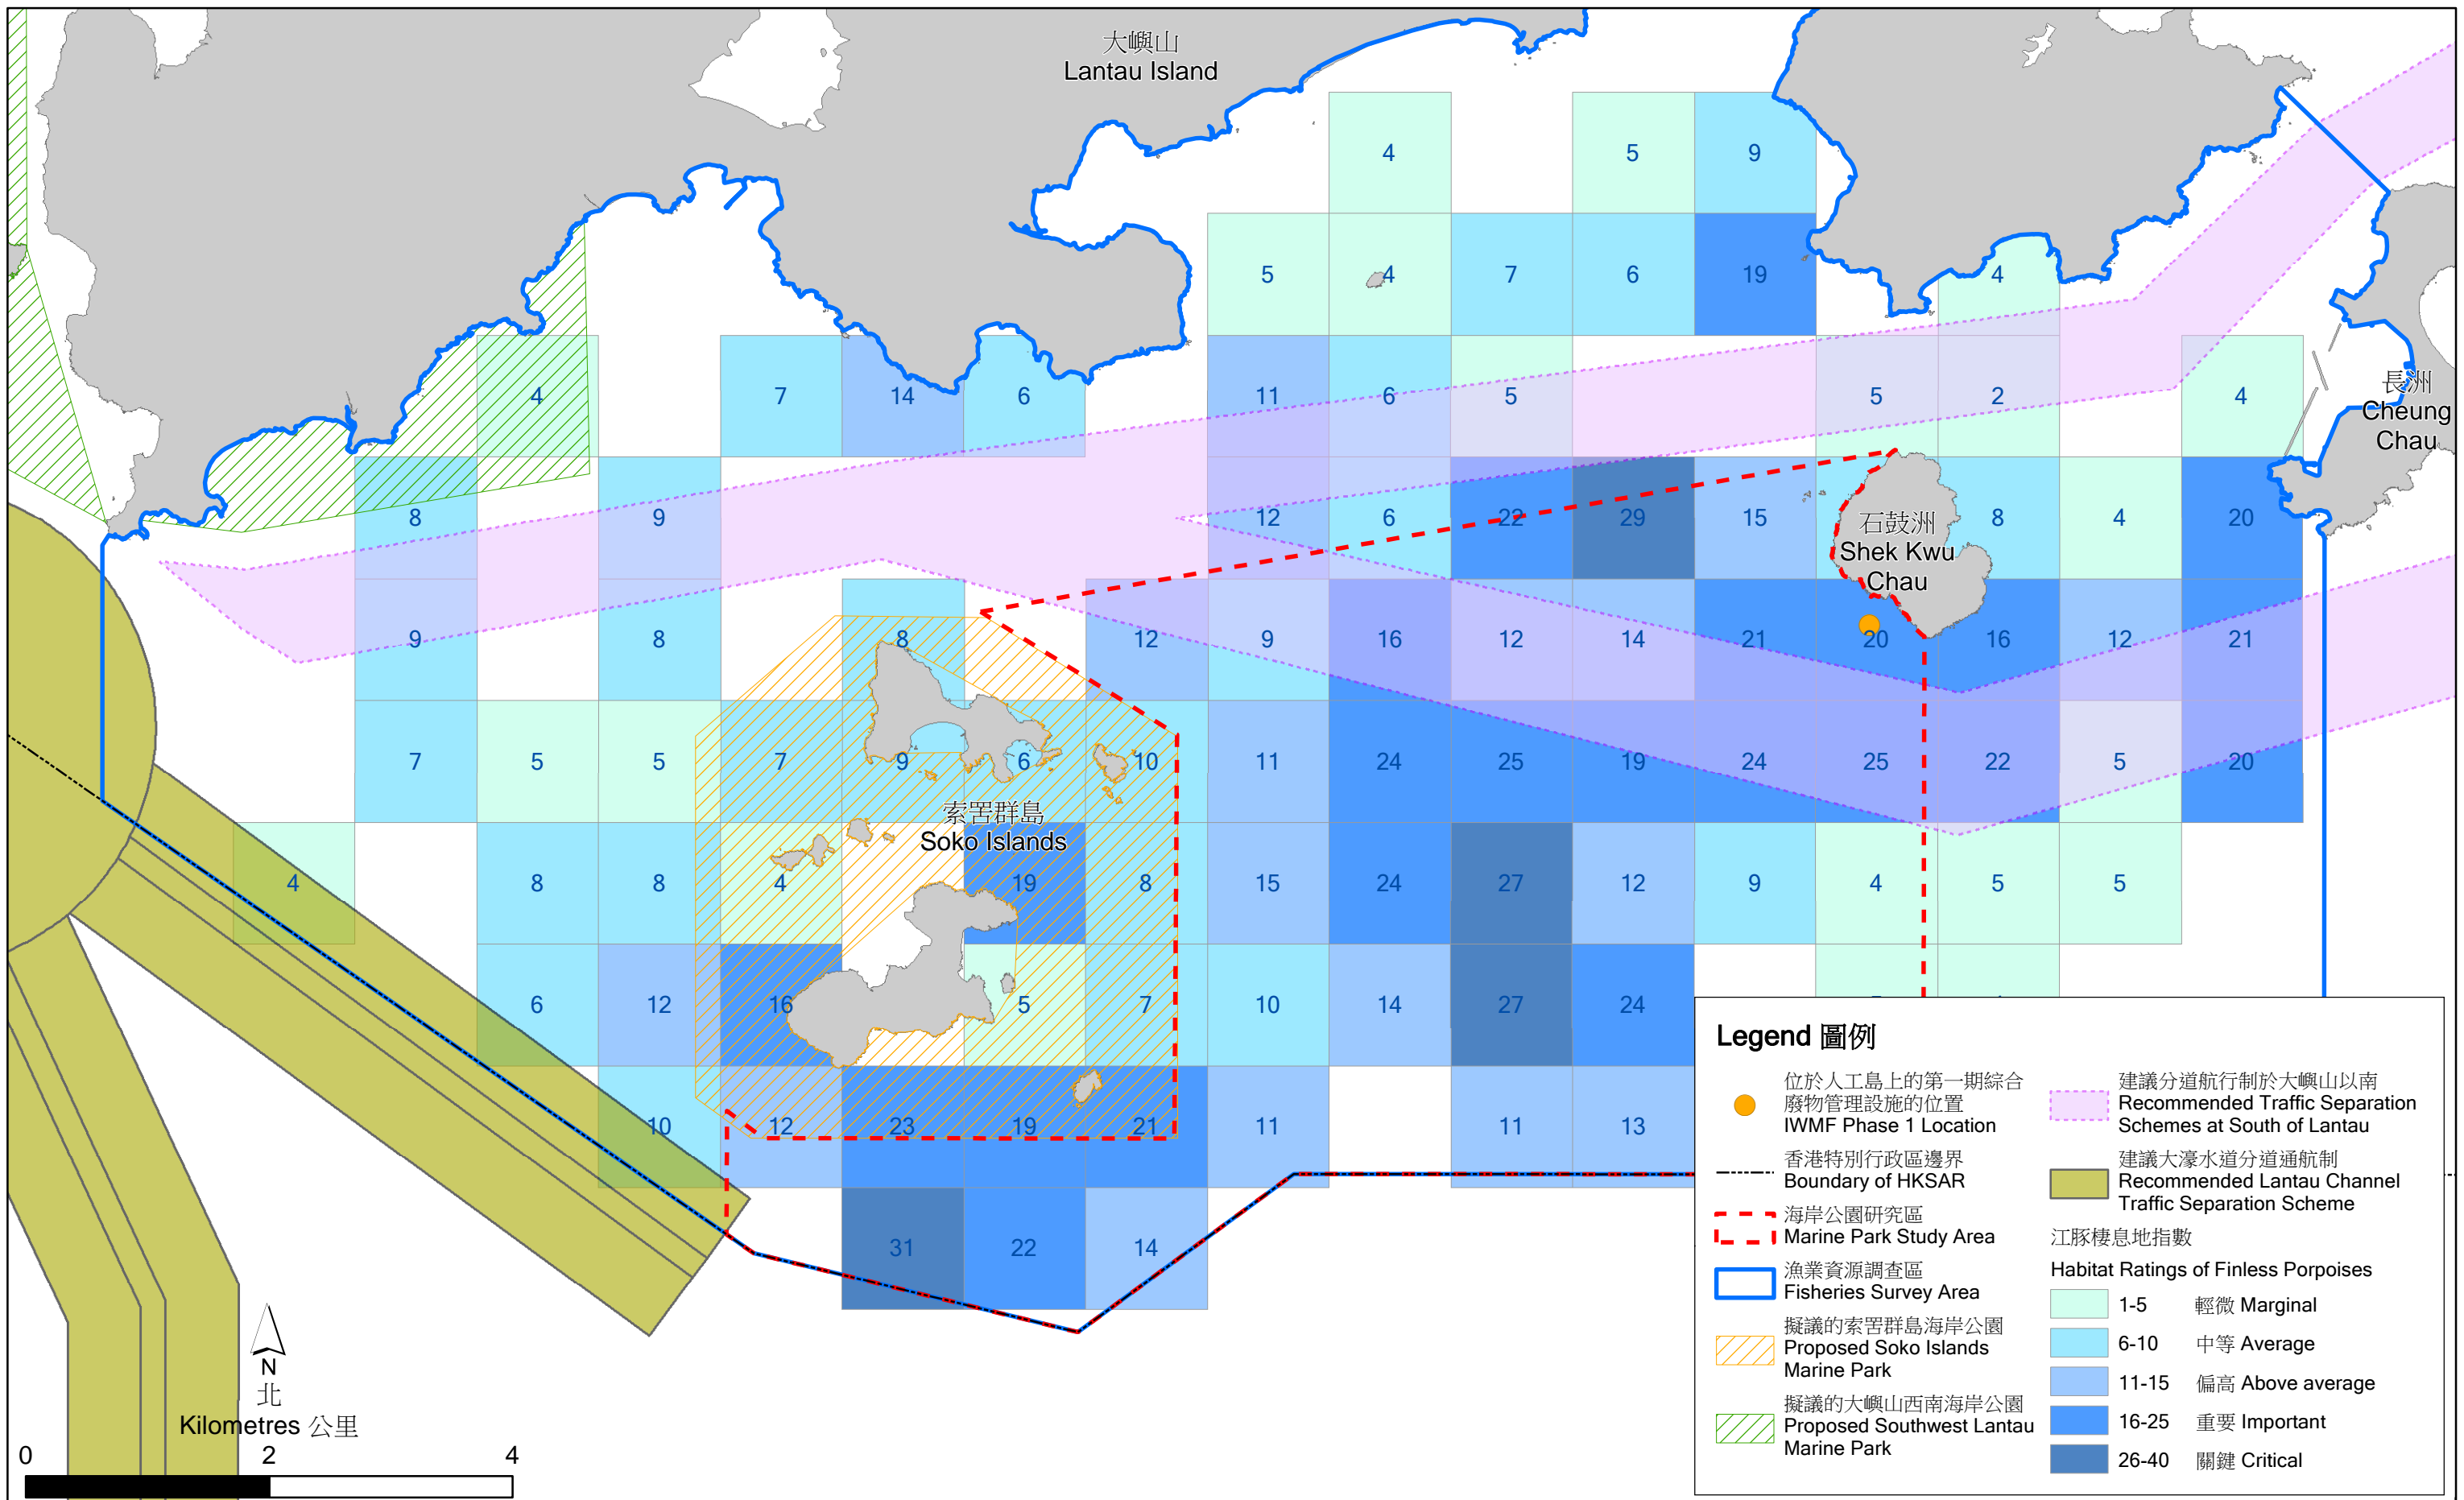 大嶼山
Lantau Island
4 5 9
5 4 7 6 19 4
4 7 14 6 11 6 5 5 2 4
長洲
Cheung
Chau
8 9 12 6 22 29 15 8 4 20
石鼓洲
Shek Kwu
Chau
9 8 8 12 9 16 12 14 21 20 16 12 21
7 5 5 7 9 6 10 11 24 25 19 24 25 22 5 20
索罟群島
Soko Islands
4 8 8 4 19 8 15 24 27 12 9 4 5 5
6 12 16 5 7 10 14 27 24
10 12 23 19 21 11 11 13
31 22 14
N
北
Kilometres 公里
0 2 4
Legend 圖例
位於人工島上的第一期綜合
廢物管理設施的位置
IWMF Phase 1 Location
香港特別行政區邊界
Boundary of HKSAR
海岸公園研究區
Marine Park Study Area
漁業資源調查區
Fisheries Survey Area
擬議的索罟群島海岸公園
Proposed Soko Islands
Marine Park
擬議的大嶼山西南海岸公園
Proposed Southwest Lantau
Marine Park
建議分道航行制於大嶼山以南
Recommended Traffic Separation
Schemes at South of Lantau
建議大濠水道分道通航制
Recommended Lantau Channel
Traffic Separation Scheme
江豚棲息地指數
Habitat Ratings of Finless Porpoises
1-5 輕微 Marginal
6-10 中等 Average
11-15 偏高 Above average
16-25 重要 Important
26-40 關鍵 Critical